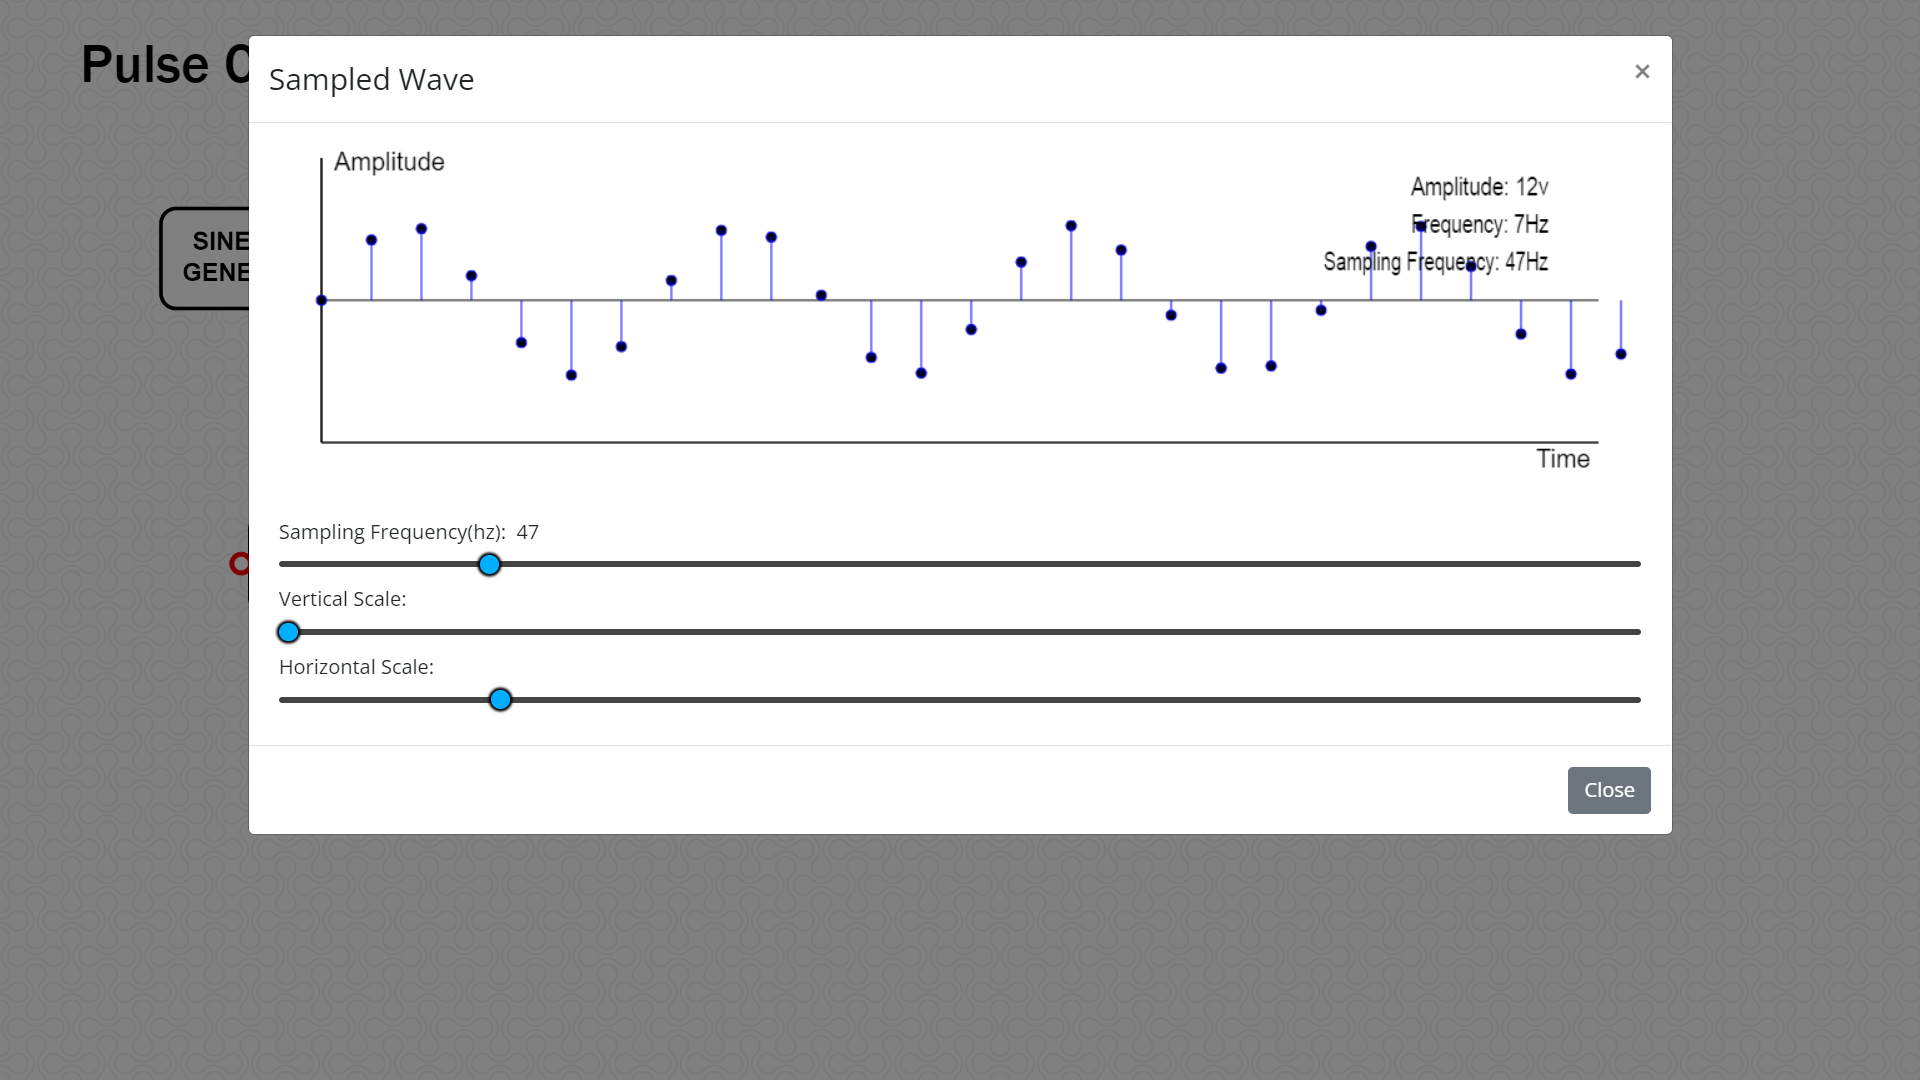 Pulse
Sampled Wave
×
Amplitude
Amplitude: 12v
Frequency: 7Hz
Sampling Frequency: 47Hz
SINE
GENE
Time
Sampling Frequency(hz): 47
Vertical Scale:
Horizontal Scale:
Close